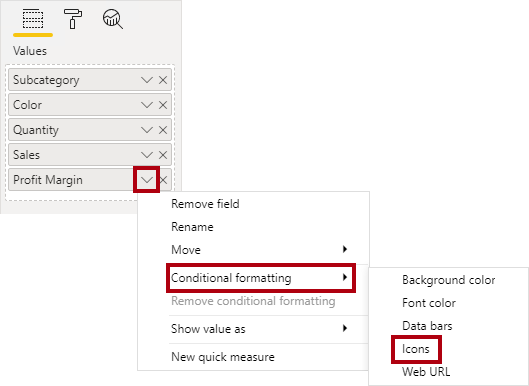 Values
Subcategory
Color
Quantity
Sales
Profit Margin
Remove field
Rename
Move
Conditional formatting
Remove conditional formatting
Show value as
New quick measure
Background color
Font color
Data bars
Icons
Web URL